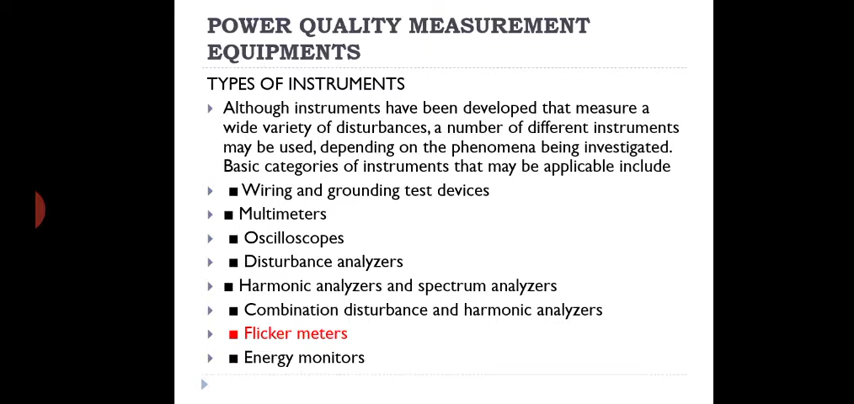 POWER QUALITY MEASUREMENT
EQUIPMENTS
TYPES OF INSTRUMENTS
Although instruments have been developed that measure a
wide variety of disturbances, a number of different instruments
may be used, depending on the phenomena being investigated.
Basic categories of instruments that may be applicable include
■ Wiring and grounding test devices
■ Multimeters
■ Oscilloscopes
■ Disturbance analyzers
■ Harmonic analyzers and spectrum analyzers
■ Combination disturbance and harmonic analyzers
■ Flicker meters
■ Energy monitors